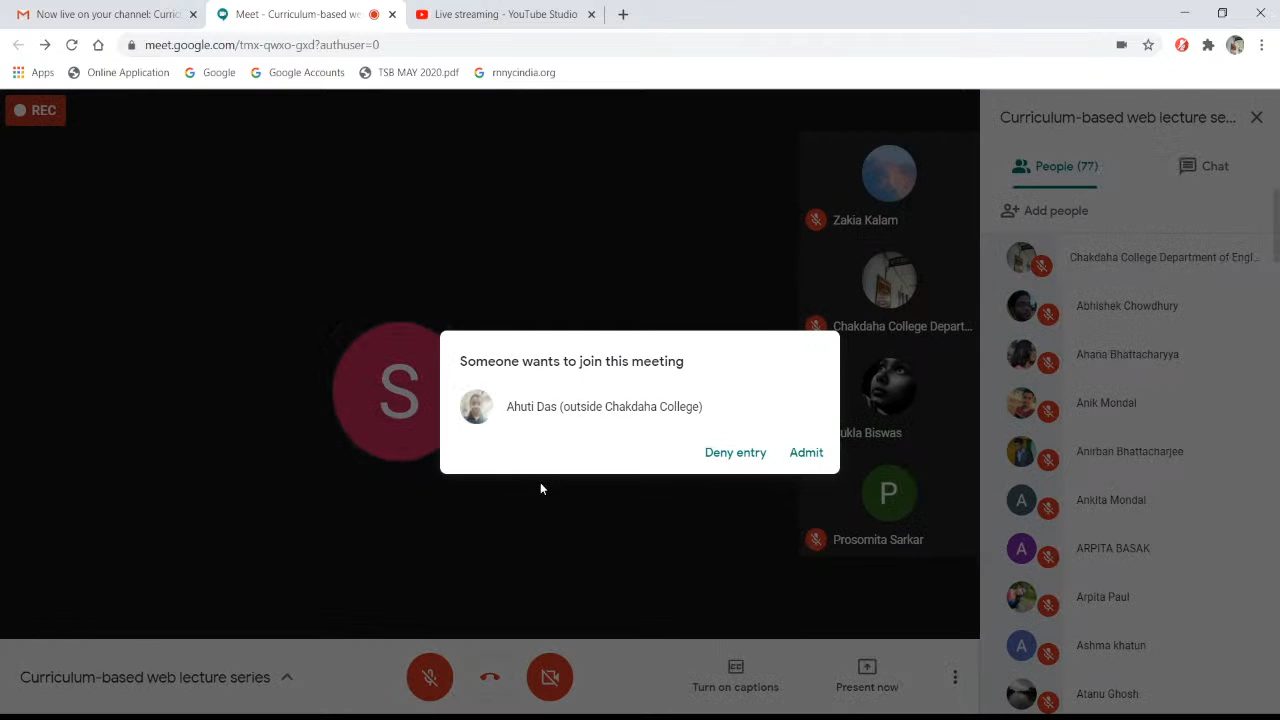 Now live on your channel: Curric
Meet - Curriculum-based we
Live streaming - YouTube Studio
meet.google.com/tmx-qwxo-gxd?authuser=0
Apps
Online Application
Google
Google Accounts
TSB MAY 2020.pdf
rnnycindia.org
REC
Curriculum-based web lecture se...
People (77)
Chat
Add people
Zakia Kalam
Chakdaha College Depart...
ukla Biswas
P
Prosomita Sarkar
S
Someone wants to join this meeting
Ahuti Das (outside Chakdaha College)
Deny entry
Admit
Chakdaha College Department of Engl...
Abhishek Chowdhury
Ahana Bhattacharyya
Anik Mondal
Anirban Bhattacharjee
A
Ankita Mondal
A
ARPITA BASAK
Arpita Paul
A
Ashma khatun
Atanu Ghosh
Curriculum-based web lecture series
Turn on captions
Present now